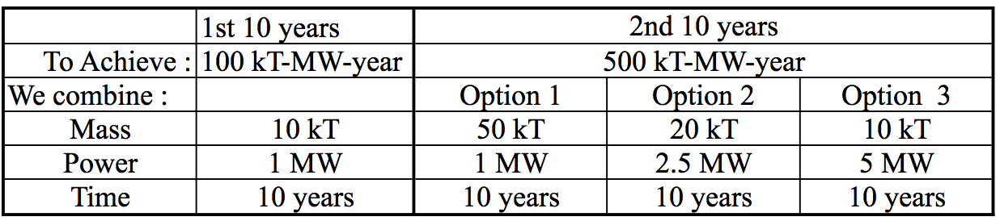 1st 10 years 2nd 10 years
To Achieve : 100 kT-MW-year 500 kT-MW-year
We combine : Option 1 Option 2 Option 3
Mass 10 kT 50 kT 20 kT 10 kT
Power 1 MW 1 MW 2.5 MW 5 MW
Time 10 years 10 years 10 years 10 years